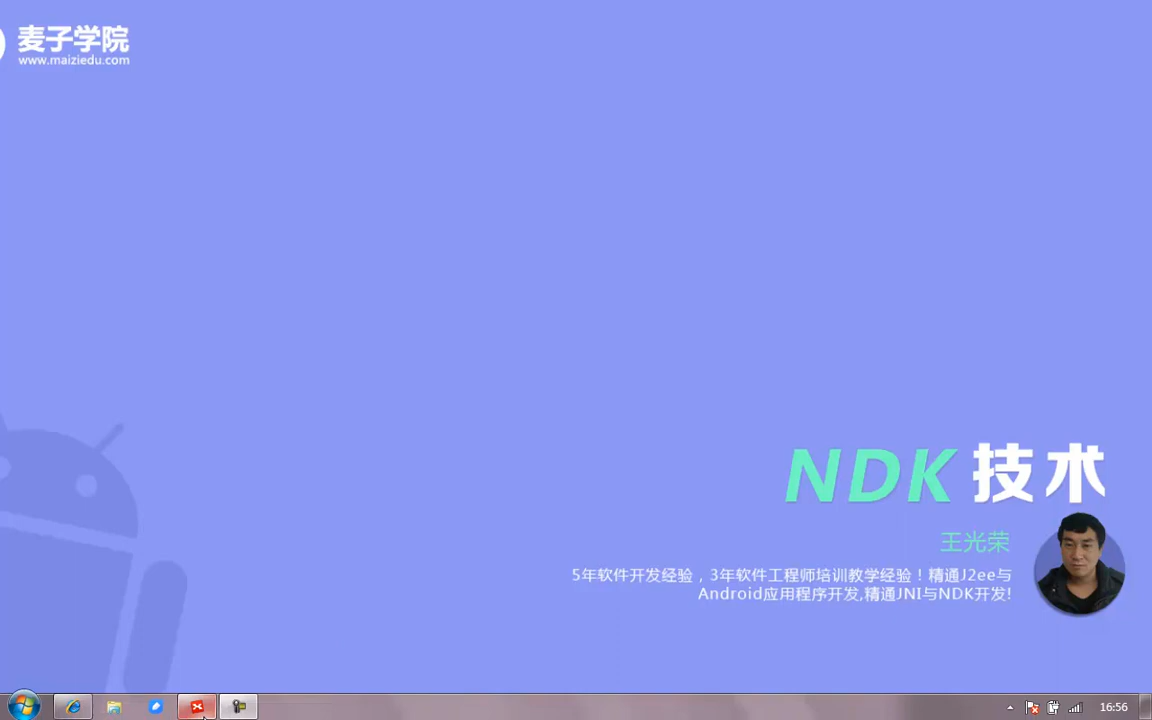 麦子学院
www.maiziedu.com
NDK 技术
王光荣
5年软件开发经验，3年软件工程师培训教学经验！精通J2ee与
Android应用程序开发,精通JNI与NDK开发!
16:56